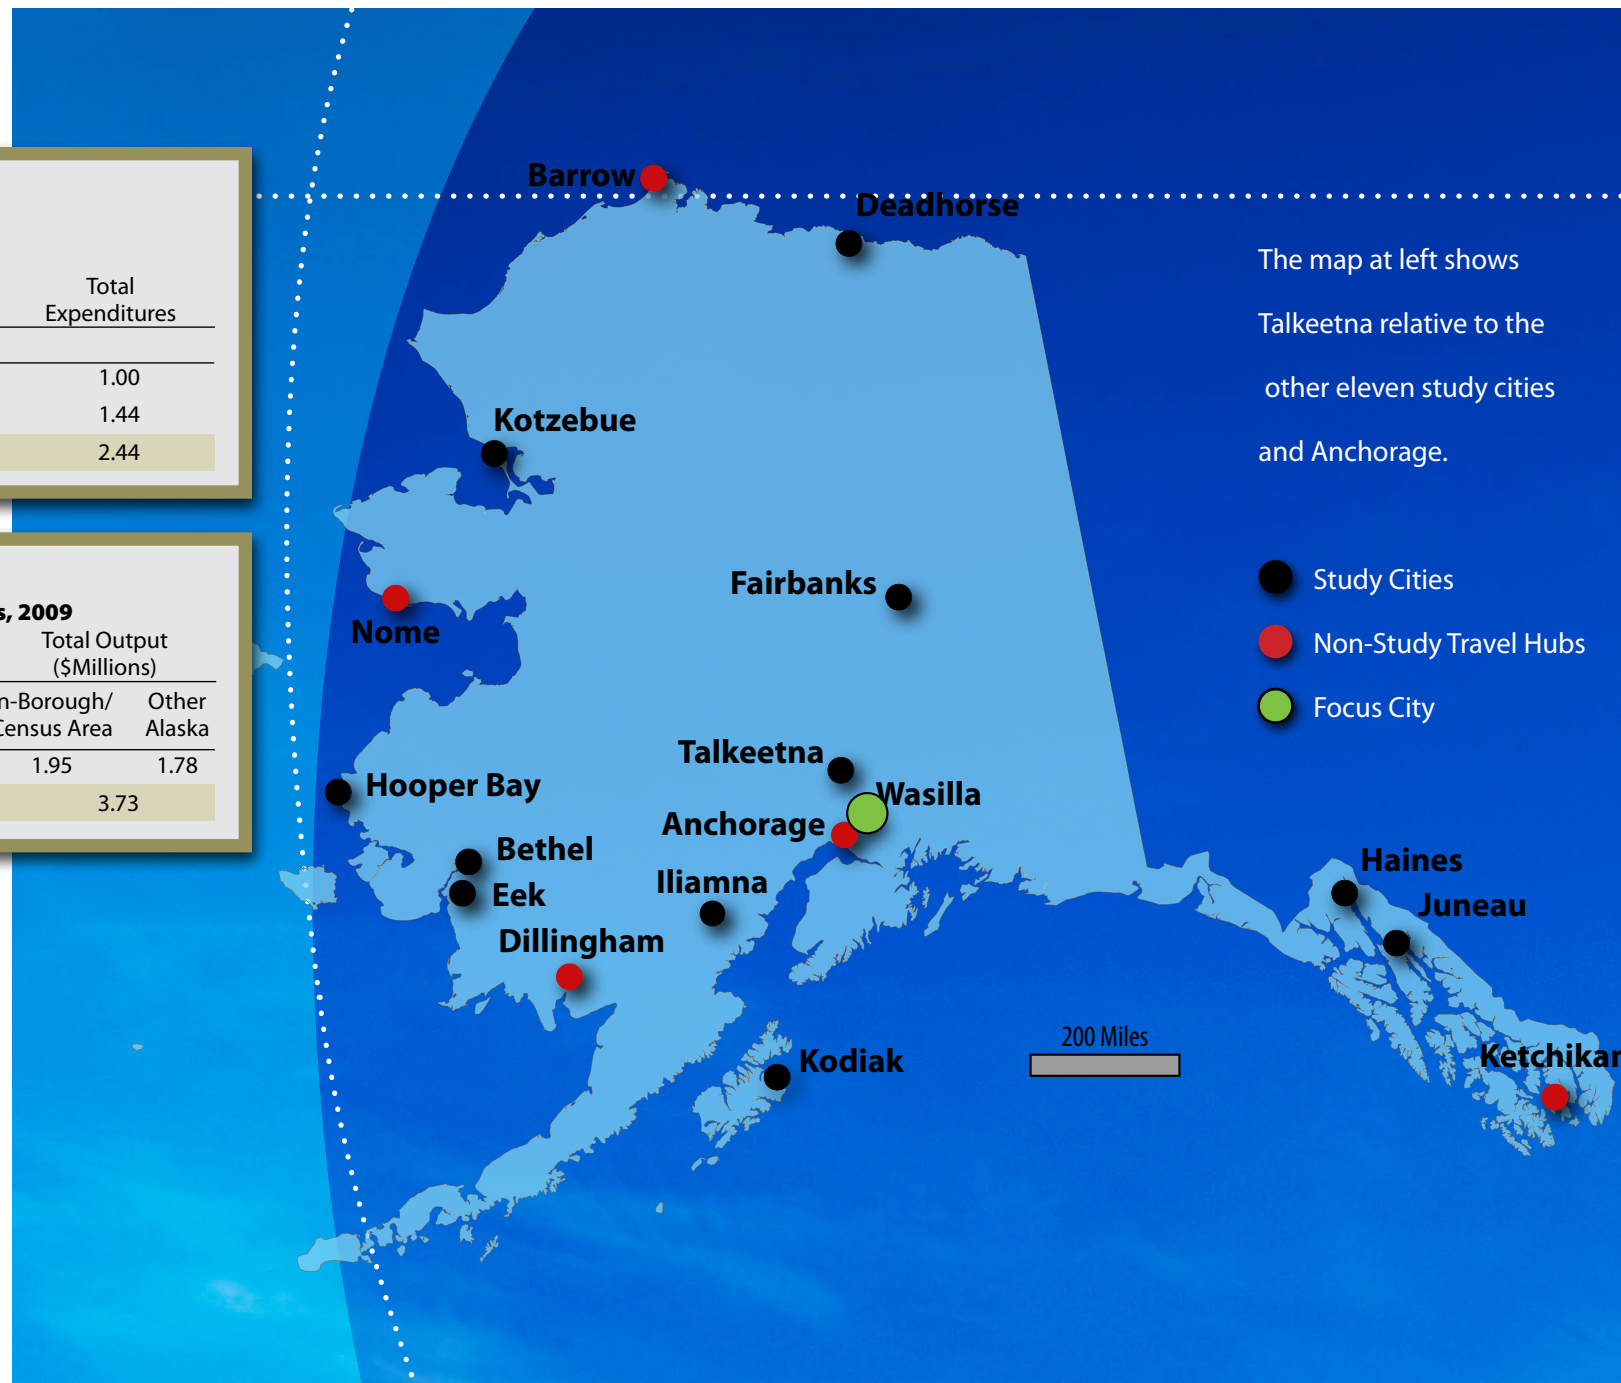 Total
Expenditures
1.00
1.44
2.44
2009
Total Output
($Millions)
Other
Census Area
Alaska
1.95 1.78
3.73
Barrow
Deadhorse
Kotzebue
Nome
Fairbanks
Talkeetna
Wasilla
Anchorage
Hooper Bay
Bethel
Eek
Iliamna
Dillingham
Kodiak
Haines
Juneau
200 Miles
The map at left shows
Talkeetna relative to the
other eleven study cities
and Anchorage.
Study Cities
Non-Study Travel Hubs
Focus City